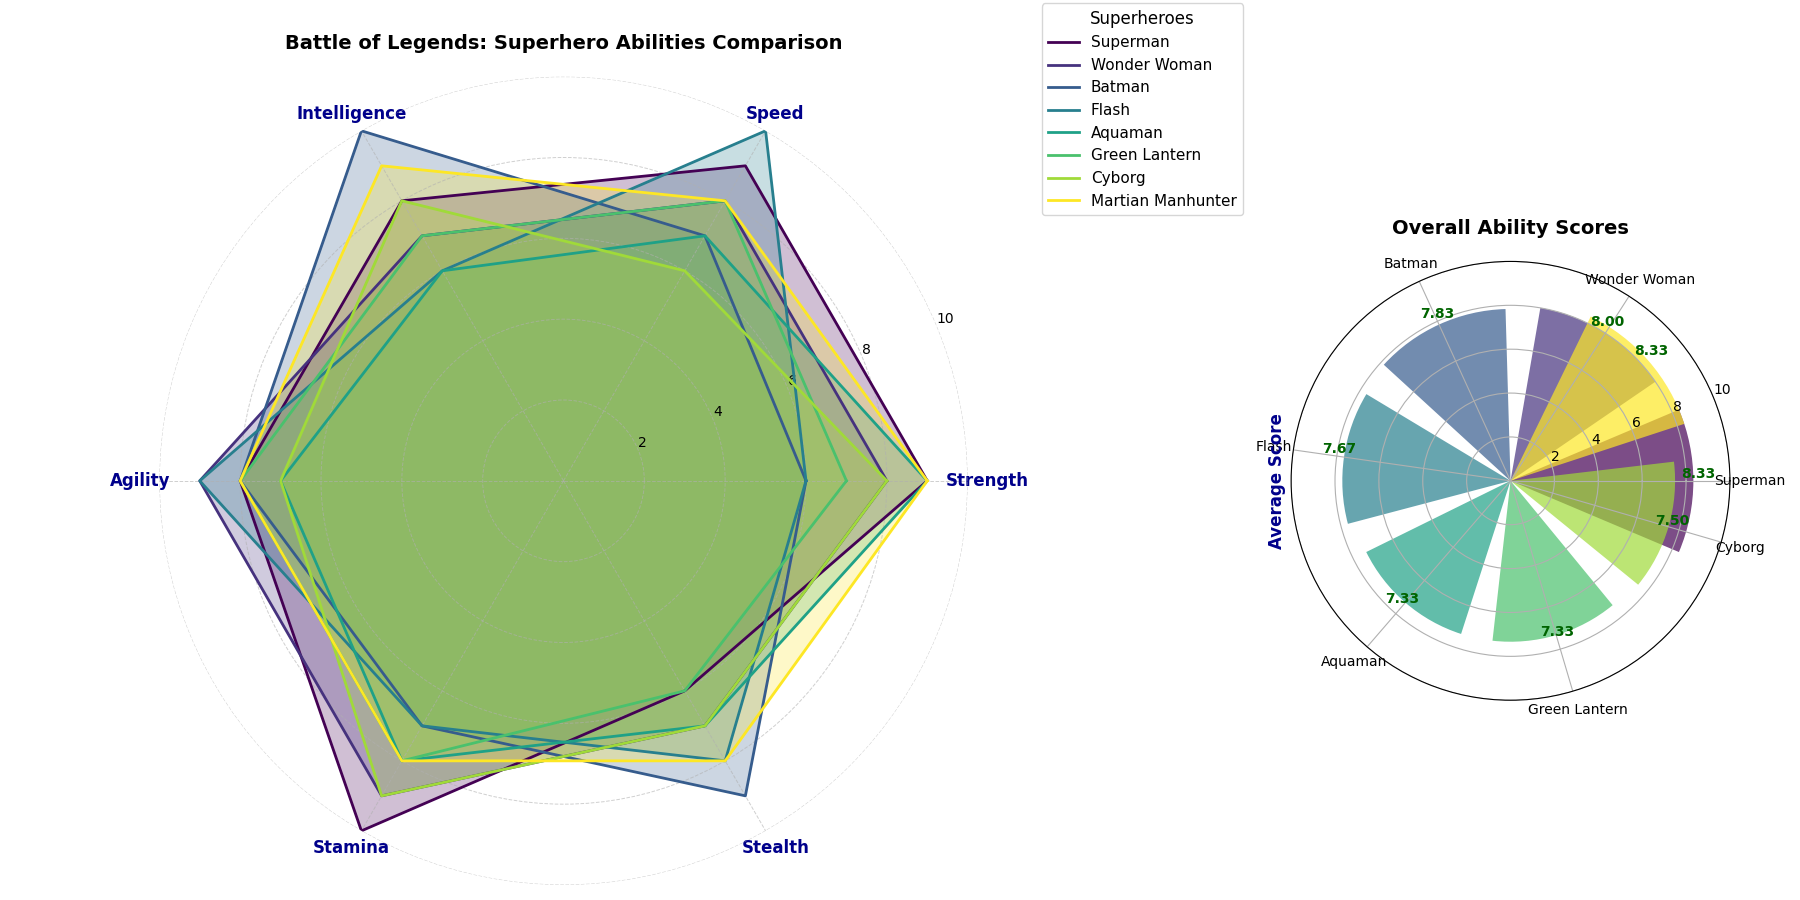 Battle of Legends: Superhero Abilities Comparison
Intelligence
Speed
Agility
Strength
Stamina
Stealth
2
4
6
8
10
Superheroes
Superman
Wonder Woman
Batman
Flash
Aquaman
Green Lantern
Cyborg
Martian Manhunter
Overall Ability Scores
Average Score
Batman
Wonder Woman
Flash
Superman
Cyborg
Aquaman
Green Lantern
7.83
8.00
8.33
7.67
8.33
7.50
7.33
7.33
2
4
6
8
10